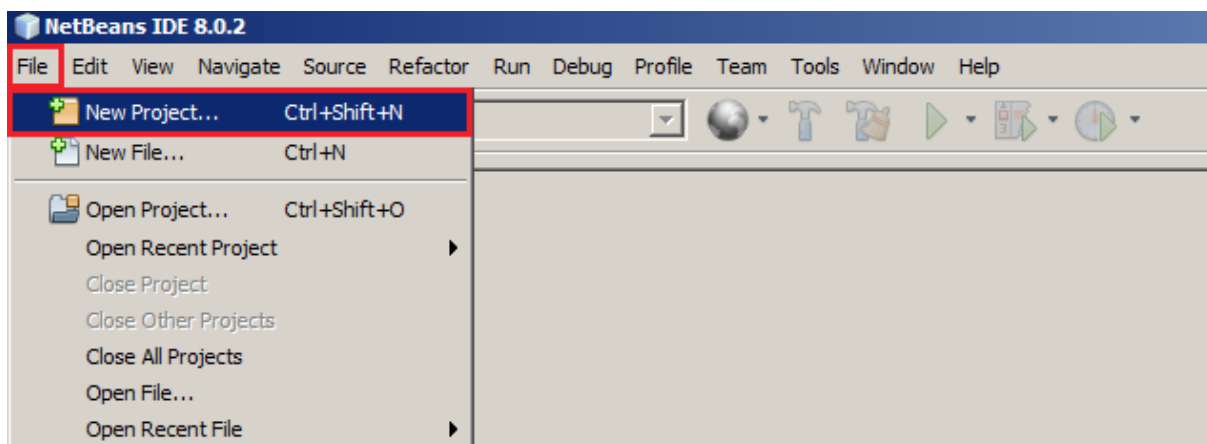 NetBeans IDE 8.0.2
File Edit View Navigate Source Refactor Run Debug Profile Team Tools Window Help
New Project... Ctrl+Shift+N
New File... Ctrl+N
Open Project... Ctrl+Shift+O
Open Recent Project
Close Project
Close Other Projects
Close All Projects
Open File...
Open Recent File